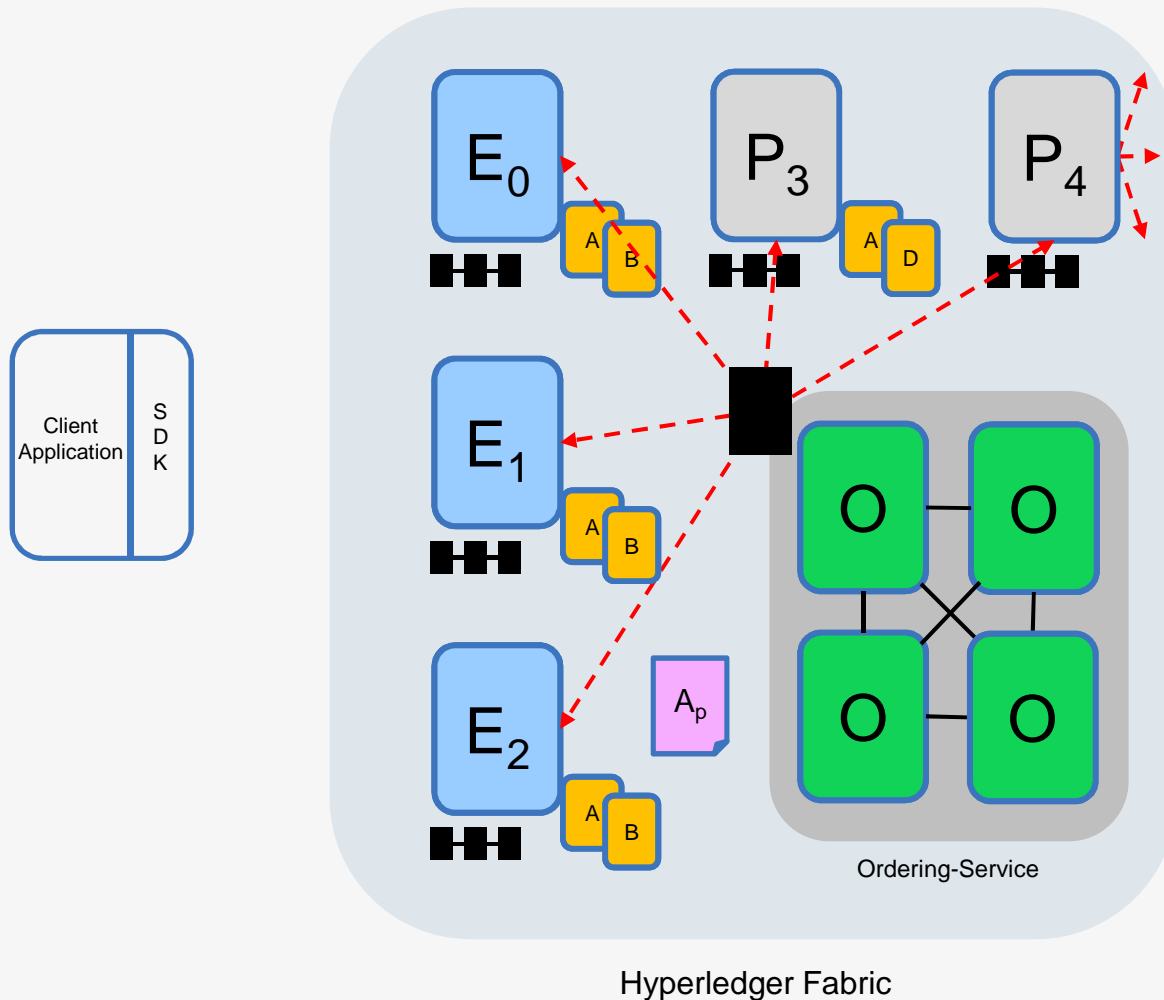 E0
P3
P4
A
B
A
D
Client
Application
S
D
K
E1
A
B
O
O
E2
Ap
O
O
A
B
Ordering-Service
Hyperledger Fabric